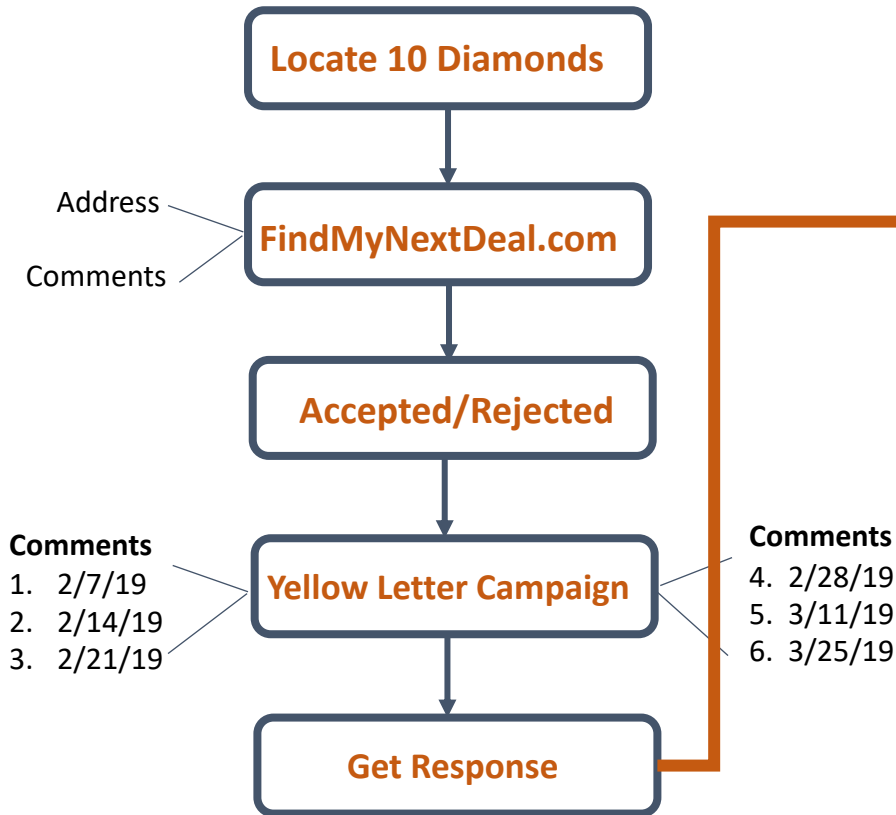 Locate 10 Diamonds
Address
FindMyNextDeal.com
Comments
Accepted/Rejected
Comments
1. 2/7/19
2. 2/14/19
3. 2/21/19
Yellow Letter Campaign
Comments
4. 2/28/19
5. 3/11/19
6. 3/25/19
Get Response